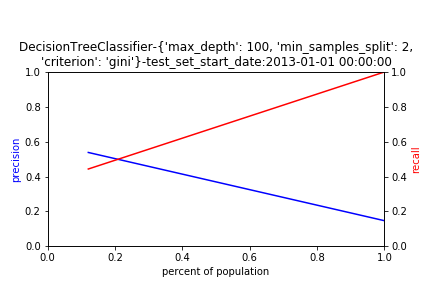 DecisionTreeClassifier-{'max_depth': 100, 'min_samples_split': 2,
'criterion': 'gini'}-test_set_start_date:2013-01-01 00:00:00
1.0
0.8
0.6
0.4
0.2
0.0
precision
1.0
0.8
0.6
0.4
0.2
0.0
recall
0.0 0.2 0.4 0.6 0.8 1.0
percent of population